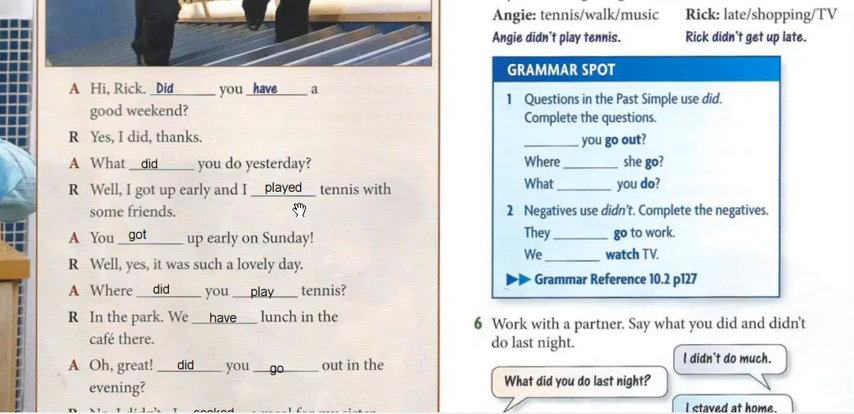 A Hi, Rick. Did you have a
good weekend?
R Yes, I did, thanks.
A What did you do yesterday?
R Well, I got up early and I played tennis with
some friends.
A You got up early on Sunday!
R Well, yes, it was such a lovely day.
A Where did you play tennis?
R In the park. We have lunch in the
café there.
A Oh, great! did you go out in the
evening?
Angie: tennis/walk/music Rick: late/shopping/TV
Angie didn't play tennis. Rick didn't get up late.
GRAMMAR SPOT
1 Questions in the Past Simple use did.
Complete the questions.
_______ you go out?
Where _______ she go?
What _______ you do?
2 Negatives use didn't. Complete the negatives.
They _______ go to work.
We _______ watch TV.
▶▶ Grammar Reference 10.2 p127
6 Work with a partner. Say what you did and didn't
do last night.
I didn't do much.
What did you do last night?
I stayed at home.